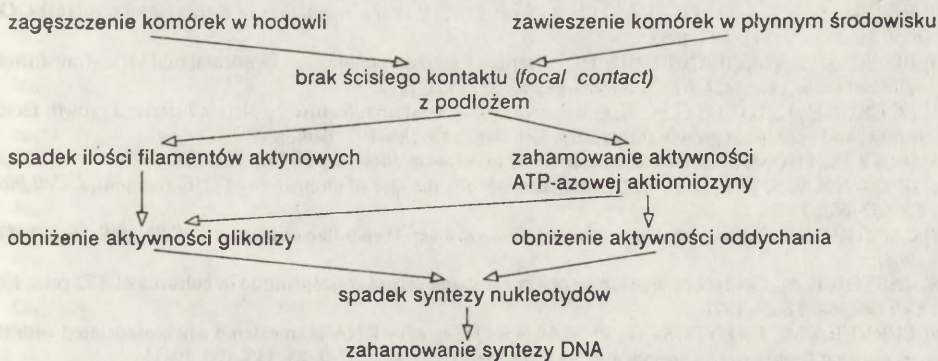 zagęszczenie komórek w hodowli
zawieszenie komórek w płynnym środowisku
brak ścisłego kontaktu (focal contact)
z podłożem
spadek ilości filamentów aktynowych
zahamowanie aktywności
ATP-azowej aktiomiozyny
obniżenie aktywności glikolizy
obniżenie aktywności oddychania
spadek syntezy nukleotydów
zahamowanie syntezy DNA